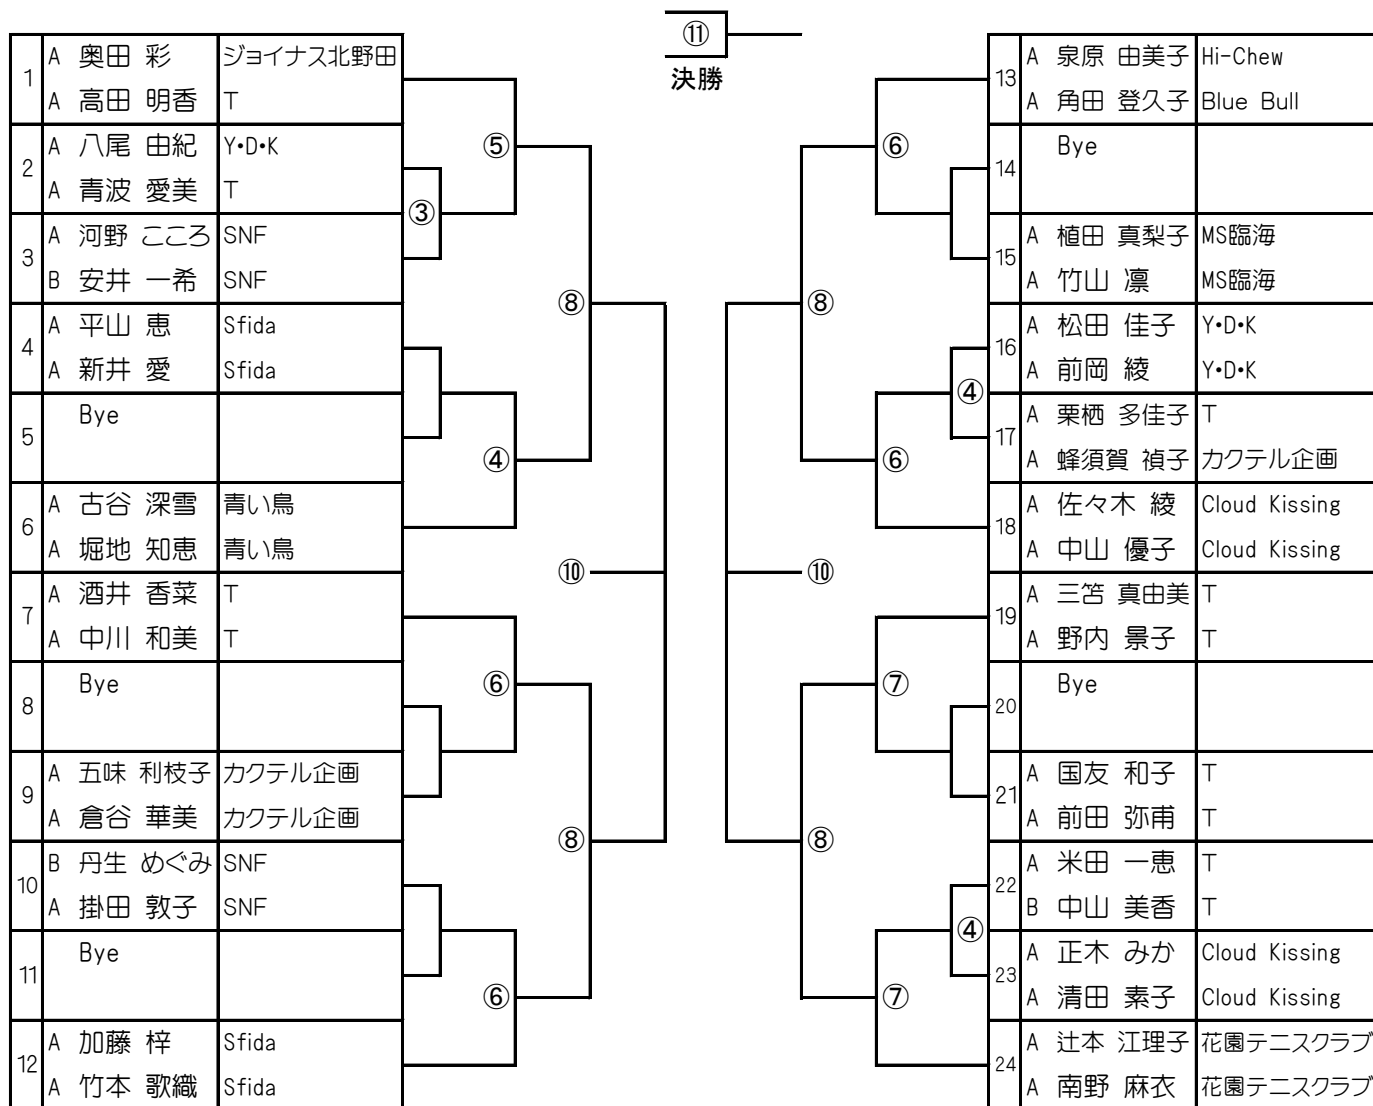 ⑪
決勝
1 A 奥田 彩 ジョイナス北野田
A 高田 明香 T
2 A 八尾 由紀 Y・D・K
A 青波 愛美 T
3 A 河野 こころ SNF
B 安井 一希 SNF
4 A 平山 恵 Sfida
A 新井 愛 Sfida
5 Bye
6 A 古谷 深雪 青い鳥
A 堀地 知恵 青い鳥
7 A 酒井 香菜 T
A 中川 和美 T
8 Bye
9 A 五味 利枝子 カクテル企画
A 倉谷 華美 カクテル企画
10 B 丹生 めぐみ SNF
A 掛田 敦子 SNF
11 Bye
12 A 加藤 梓 Sfida
A 竹本 歌織 Sfida
③
⑤
④
⑥
⑥
⑧
⑧
⑩
⑩
⑧
⑧
⑥
⑥
⑦
⑦
④
④
13 A 泉原 由美子 Hi-Chew
A 角田 登久子 Blue Bull
14 Bye
15 A 植田 真梨子 MS臨海
A 竹山 凛 MS臨海
16 A 松田 佳子 Y・D・K
A 前岡 綾 Y・D・K
17 A 栗栖 多佳子 T
A 蜂須賀 禎子 カクテル企画
18 A 佐々木 綾 Cloud Kissing
A 中山 優子 Cloud Kissing
19 A 三笘 真由美 T
A 野内 景子 T
20 Bye
21 A 国友 和子 T
A 前田 弥甫 T
22 A 米田 一恵 T
B 中山 美香 T
23 A 正木 みか Cloud Kissing
A 清田 素子 Cloud Kissing
24 A 辻本 江理子 花園テニスクラブ
A 南野 麻衣 花園テニスクラブ